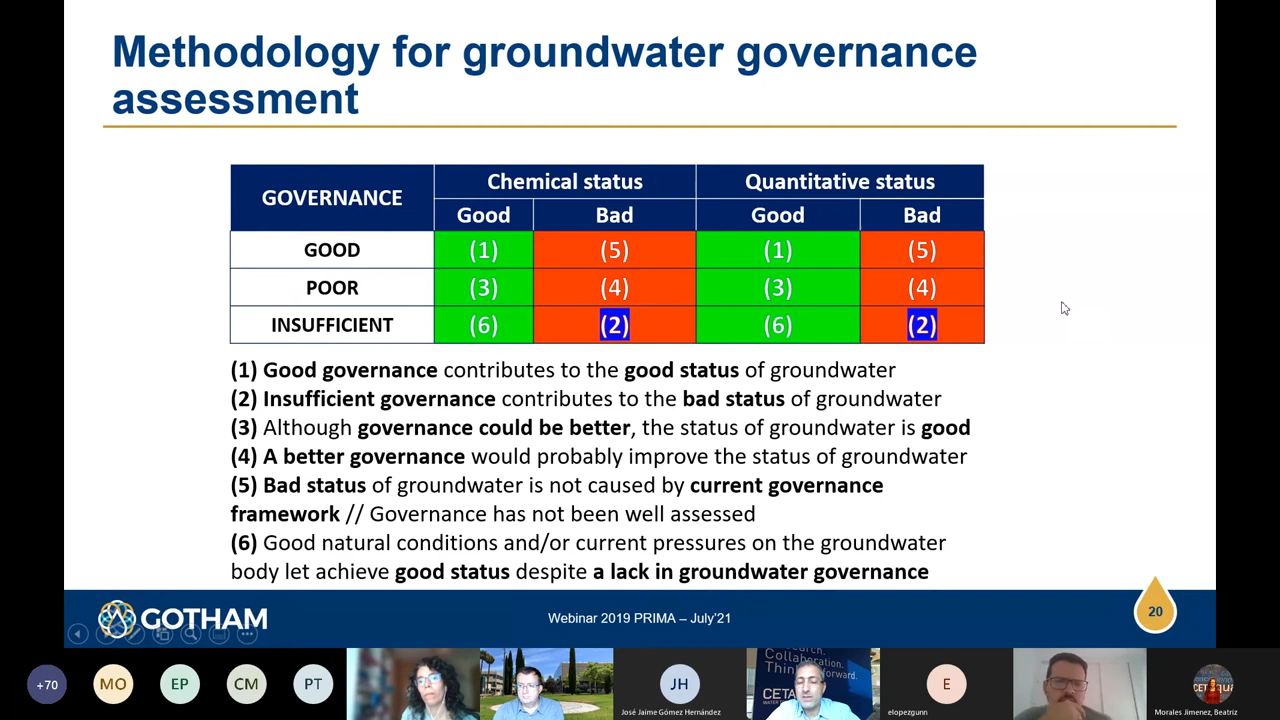 Methodology for groundwater governance
assessment
GOVERNANCE
Chemical status
Quantitative status
Good
Bad
Good
Bad
GOOD (1) (5) (1) (5)
POOR (3) (4) (3) (4)
INSUFFICIENT (6) (2) (6) (2)
(1) Good governance contributes to the good status of groundwater
(2) Insufficient governance contributes to the bad status of groundwater
(3) Although governance could be better, the status of groundwater is good
(4) A better governance would probably improve the status of groundwater
(5) Bad status of groundwater is not caused by current governance
framework // Governance has not been well assessed
(6) Good natural conditions and/or current pressures on the groundwater
body let achieve good status despite a lack in groundwater governance
GOTHAM
Webinar 2019 PRIMA – July'21
20
+70
MO
EP
CM
PT
JH
José Jaime Gómez Hernández
Collaboration.
CETA
E
elopezgunn
Morales Jimenez, Beatriz